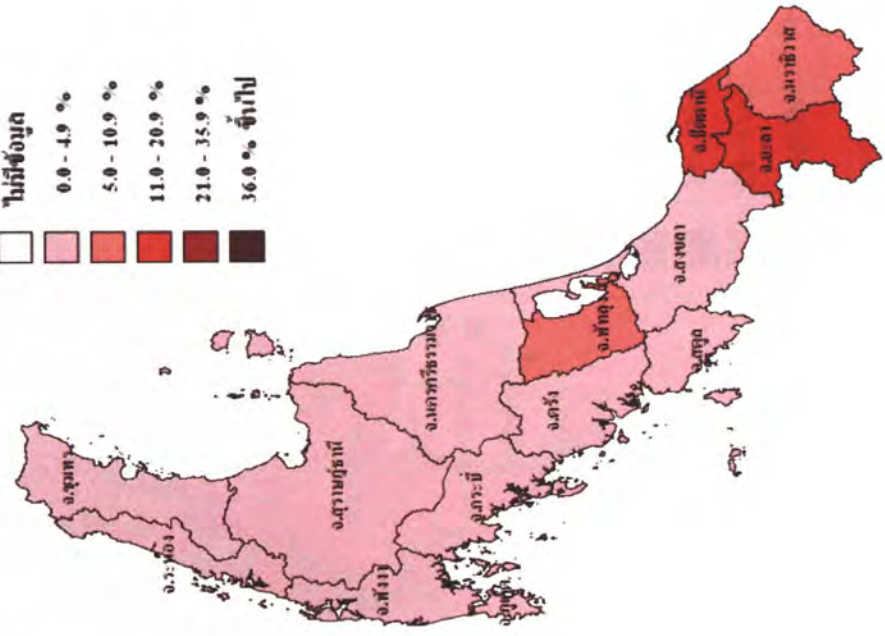 ไม่มีข้อมูล
0.0 - 4.9 %
5.0 - 10.9 %
11.0 - 20.9 %
21.0 - 35.9 %
36.0 % ขึ้นไป
จ.ชุมพร
จ.ระนอง
จ.สุราษฎร์ธานี
จ.พังงา
จ.ภูเก็ต
จ.กระบี่
จ.นครศรีธรรมราช
จ.ตรัง
จ.พัทลุง
จ.สตูล
จ.สงขลา
จ.ปัตตานี
จ.ยะลา
จ.นราธิวาส